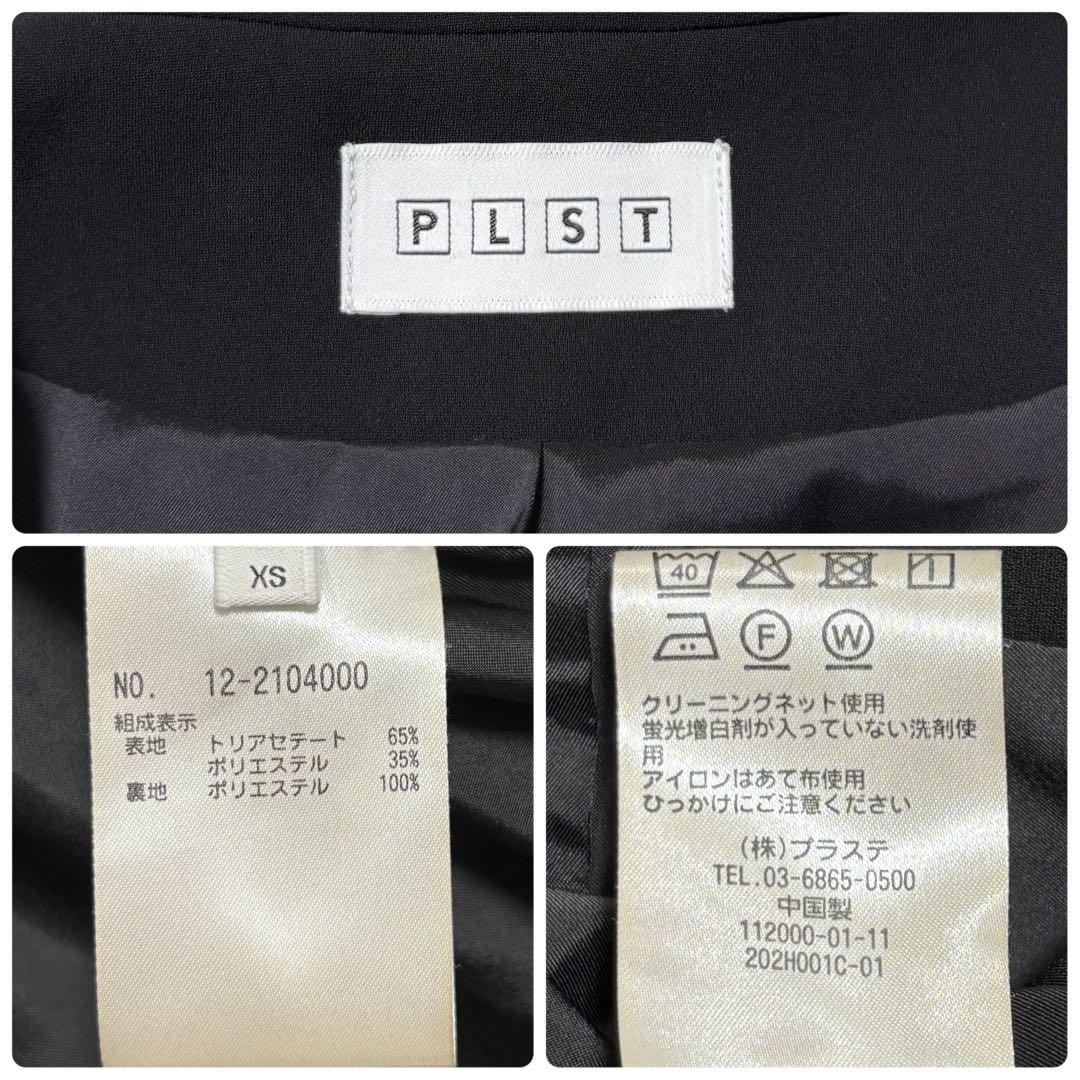 PLST
XS
NO. 12-2104000
組成表示
表地 トリアセテート 65%
ポリエステル 35%
裏地 ポリエステル 100%
40
F W
クリーニングネット使用
蛍光増白剤が入っていない洗剤使
用
アイロンはあて布使用
ひっかけにご注意ください
(株)プラステ
TEL.03-6865-0500
中国製
112000-01-11
202H001C-01